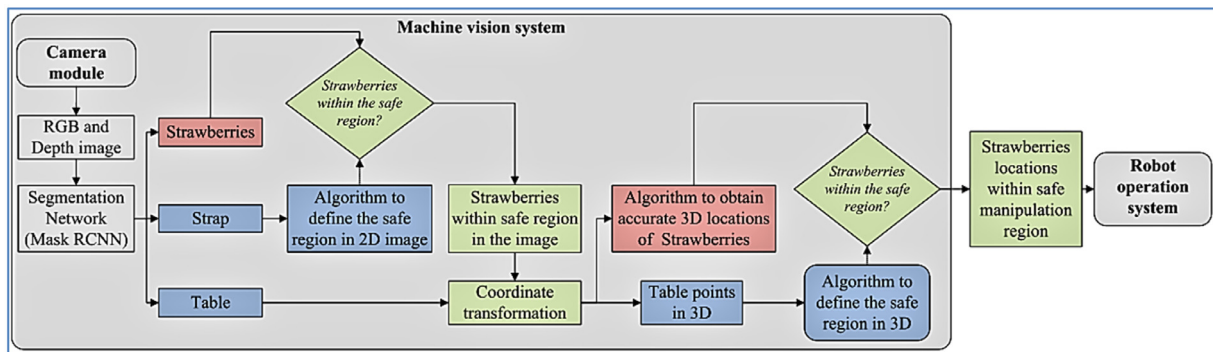 Machine vision system
Camera
module
RGB and
Depth image
Segmentation
Network
(Mask RCNN)
Strawberries
Strap
Table
Strawberries
within the safe
region?
Algorithm to
define the safe
region in 2D image
Strawberries
within safe region
in the image
Coordinate
transformation
Algorithm to obtain
accurate 3D locations
of Strawberries
Table points
in 3D
Strawberries
within the safe
region?
Algorithm to
define the safe
region in 3D
Strawberries
locations
within safe
manipulation
region
Robot
operation
system